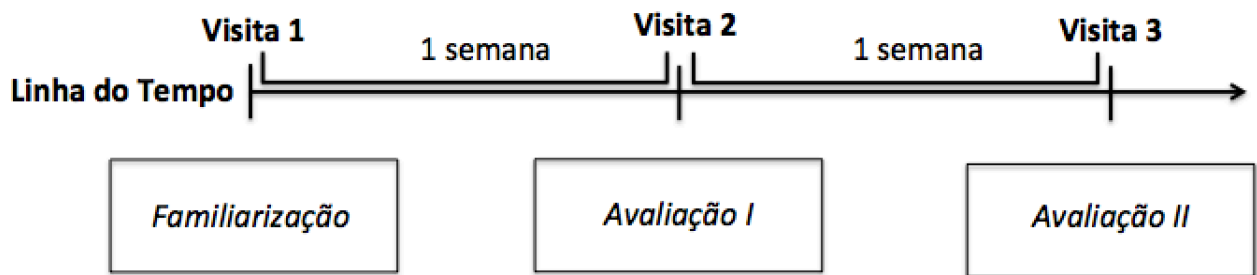 Visita 1
1 semana
Visita 2
1 semana
Visita 3
Linha do Tempo
Familiarização
Avaliação I
Avaliação II